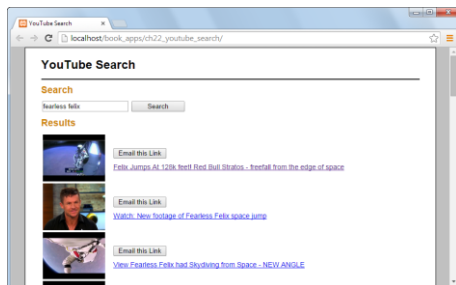 YouTube Search
localhost/book_apps/ch22_youtube_search/
YouTube Search
Search
fearless felix
Search
Results
Email this Link
Felix Jumps At 128k feet! Red Bull Stratos - freefall from the edge of space
Email this Link
Watch: New footage of Fearless Felix space jump
Email this Link
View Fearless Felix had Skydiving from Space - NEW ANGLE